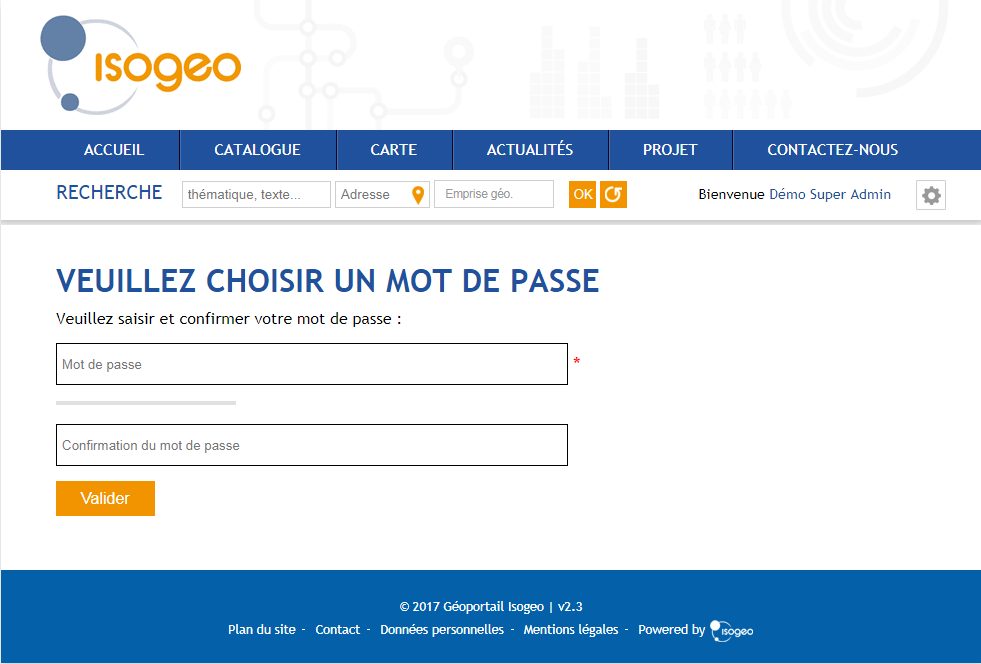 isogeo
ACCUEIL CATALOGUE CARTE ACTUALITÉS PROJET CONTACTEZ-NOUS
RECHERCHE thématique, texte... Adresse Emprise géo. OK Bienvenue Démo Super Admin
VEUILLEZ CHOISIR UN MOT DE PASSE
Veuillez saisir et confirmer votre mot de passe :
Mot de passe *
Confirmation du mot de passe
Valider
© 2017 Géoportail Isogeo | v2.3
Plan du site - Contact - Données personnelles - Mentions légales - Powered by isogeo